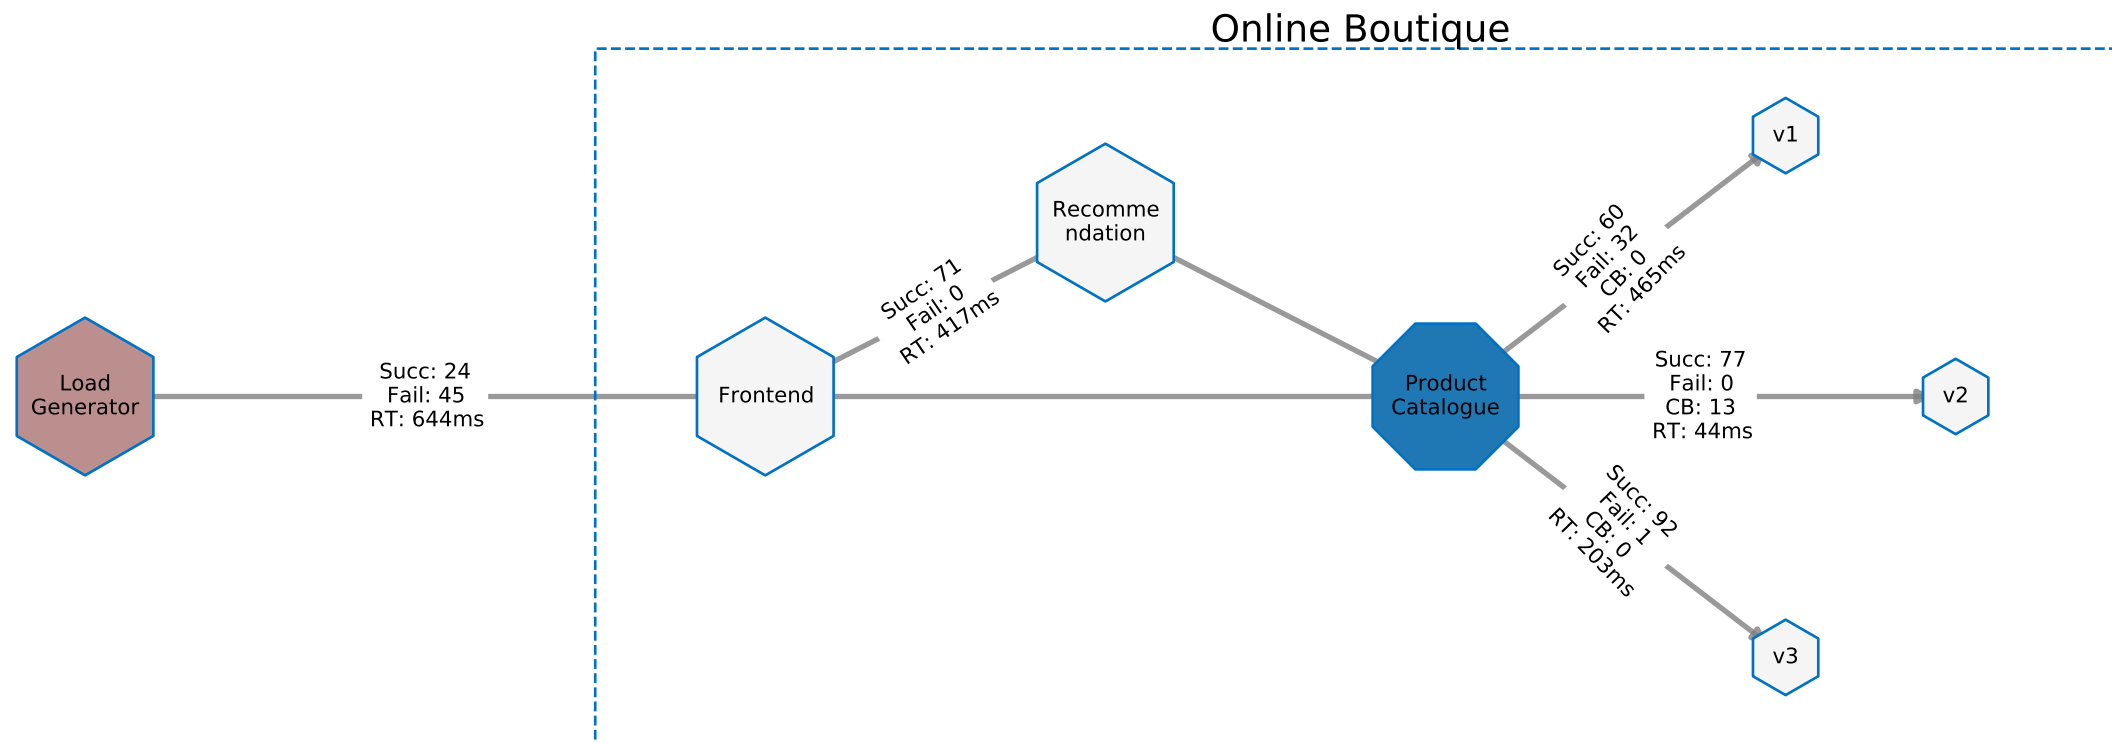 Online Boutique
Load
Generator
Succ: 24
Fail: 45
RT: 644ms
Frontend
Succ: 71
Fail: 0
RT: 417ms
Recomme
ndation
Product
Catalogue
Succ: 60
Fail: 32
CB: 0
RT: 465ms
v1
Succ: 77
Fail: 0
CB: 13
RT: 44ms
v2
Succ: 92
Fail: 1
CB: 0
RT: 203ms
v3